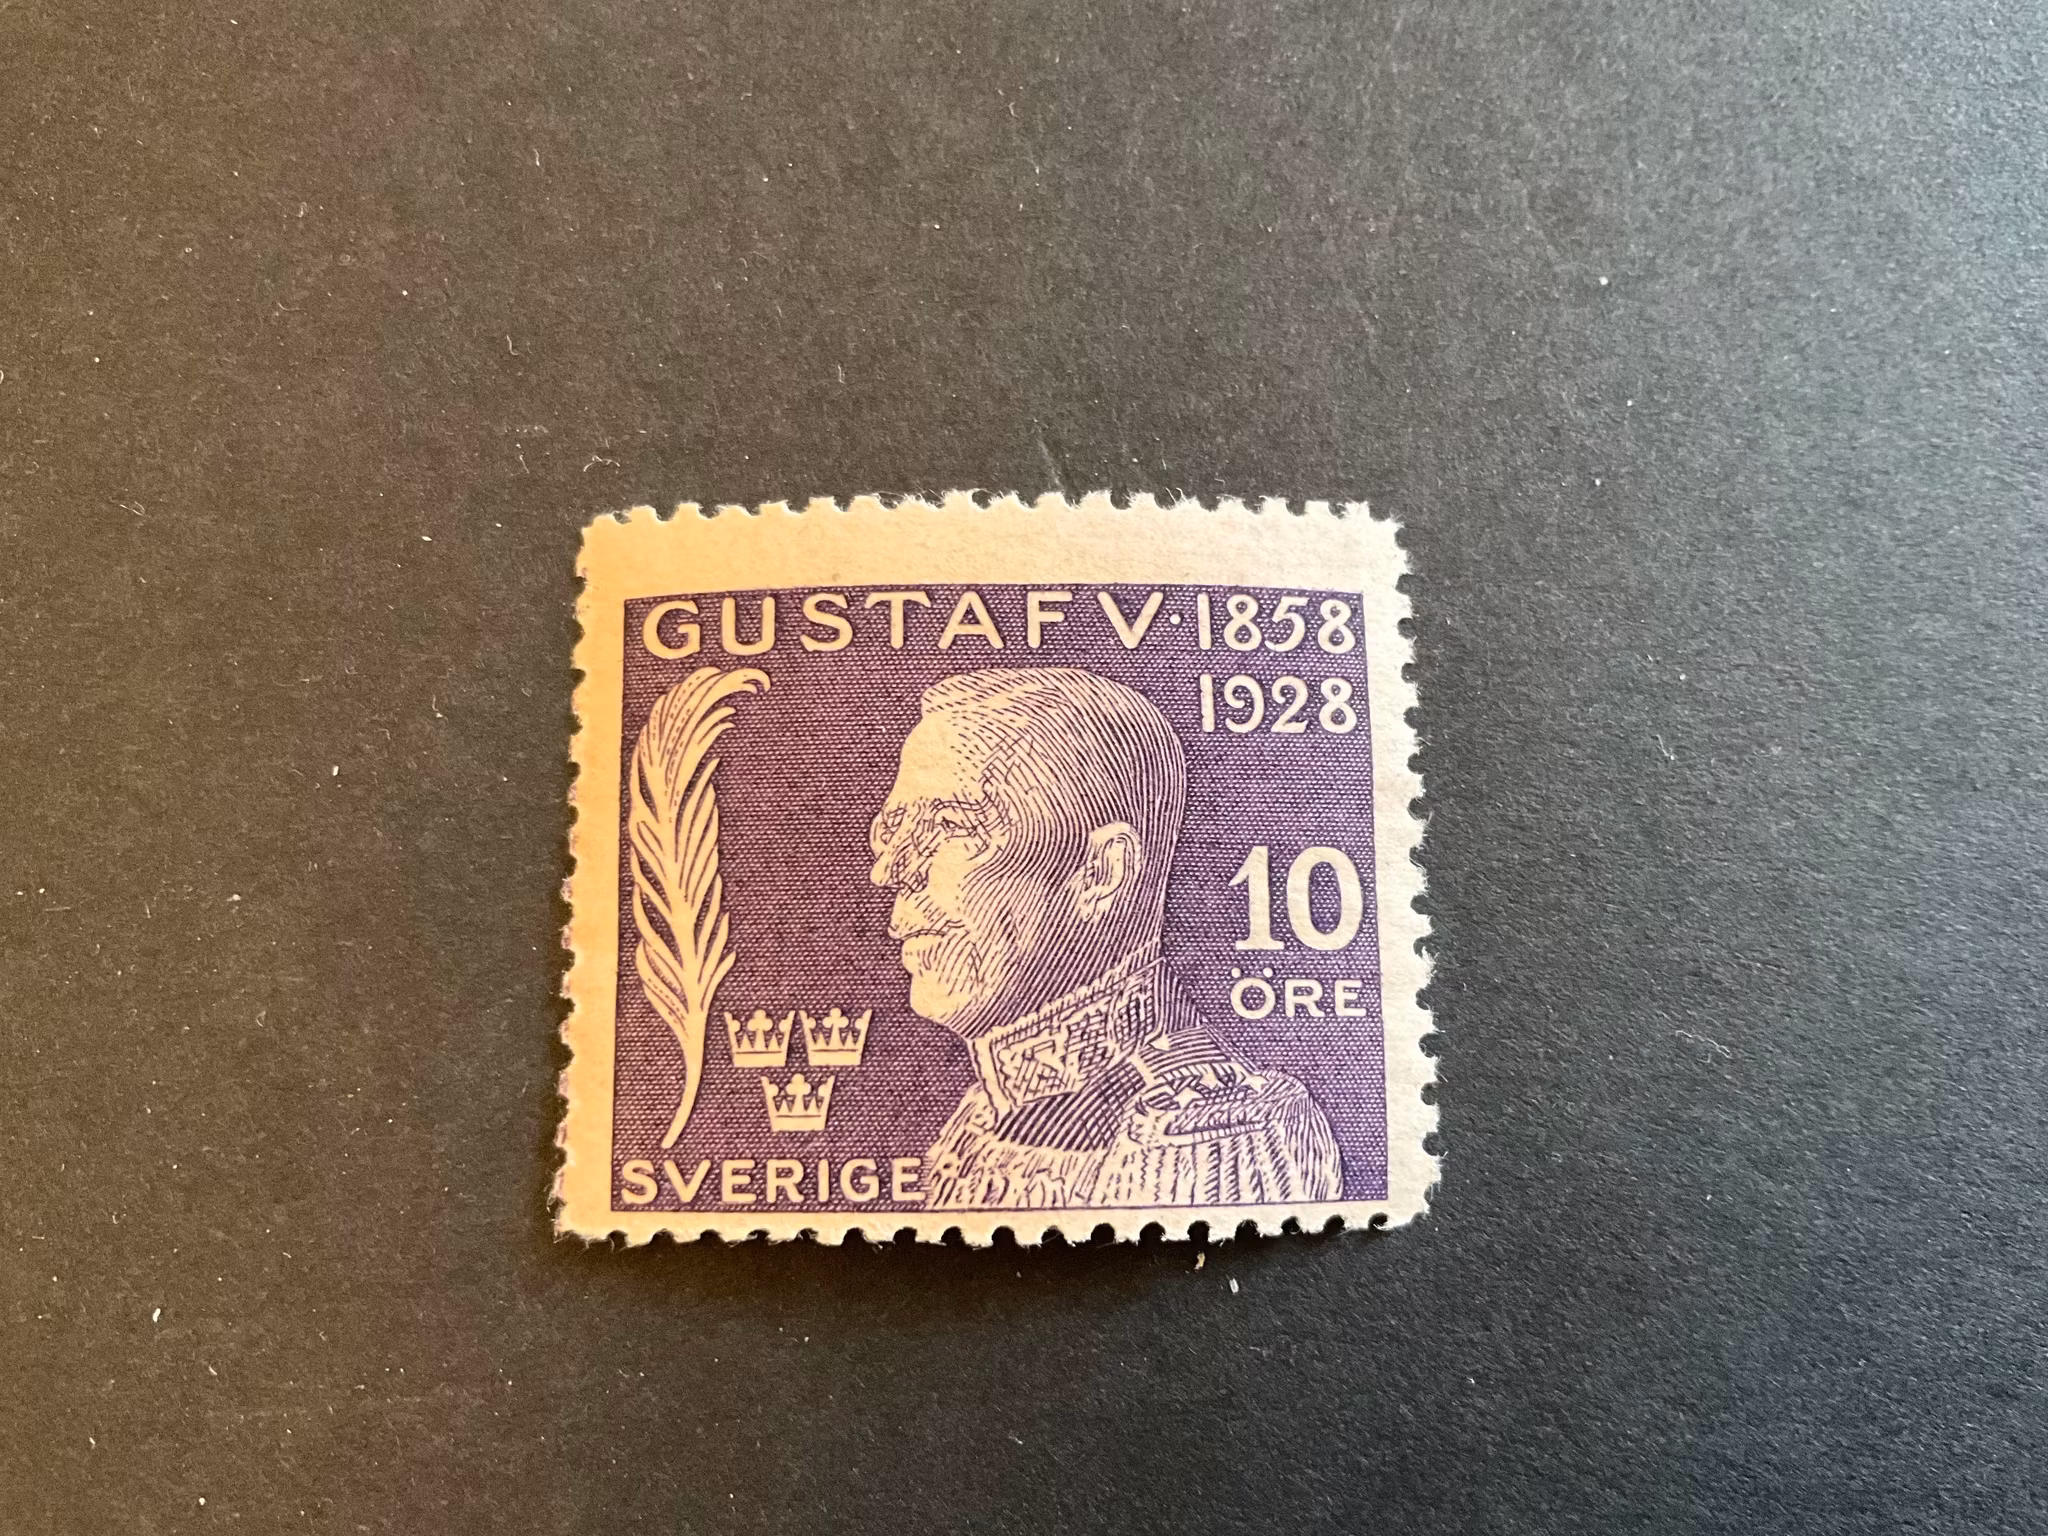 GUSTAF V · 1858
1928
10
ÖRE
SVERIGE